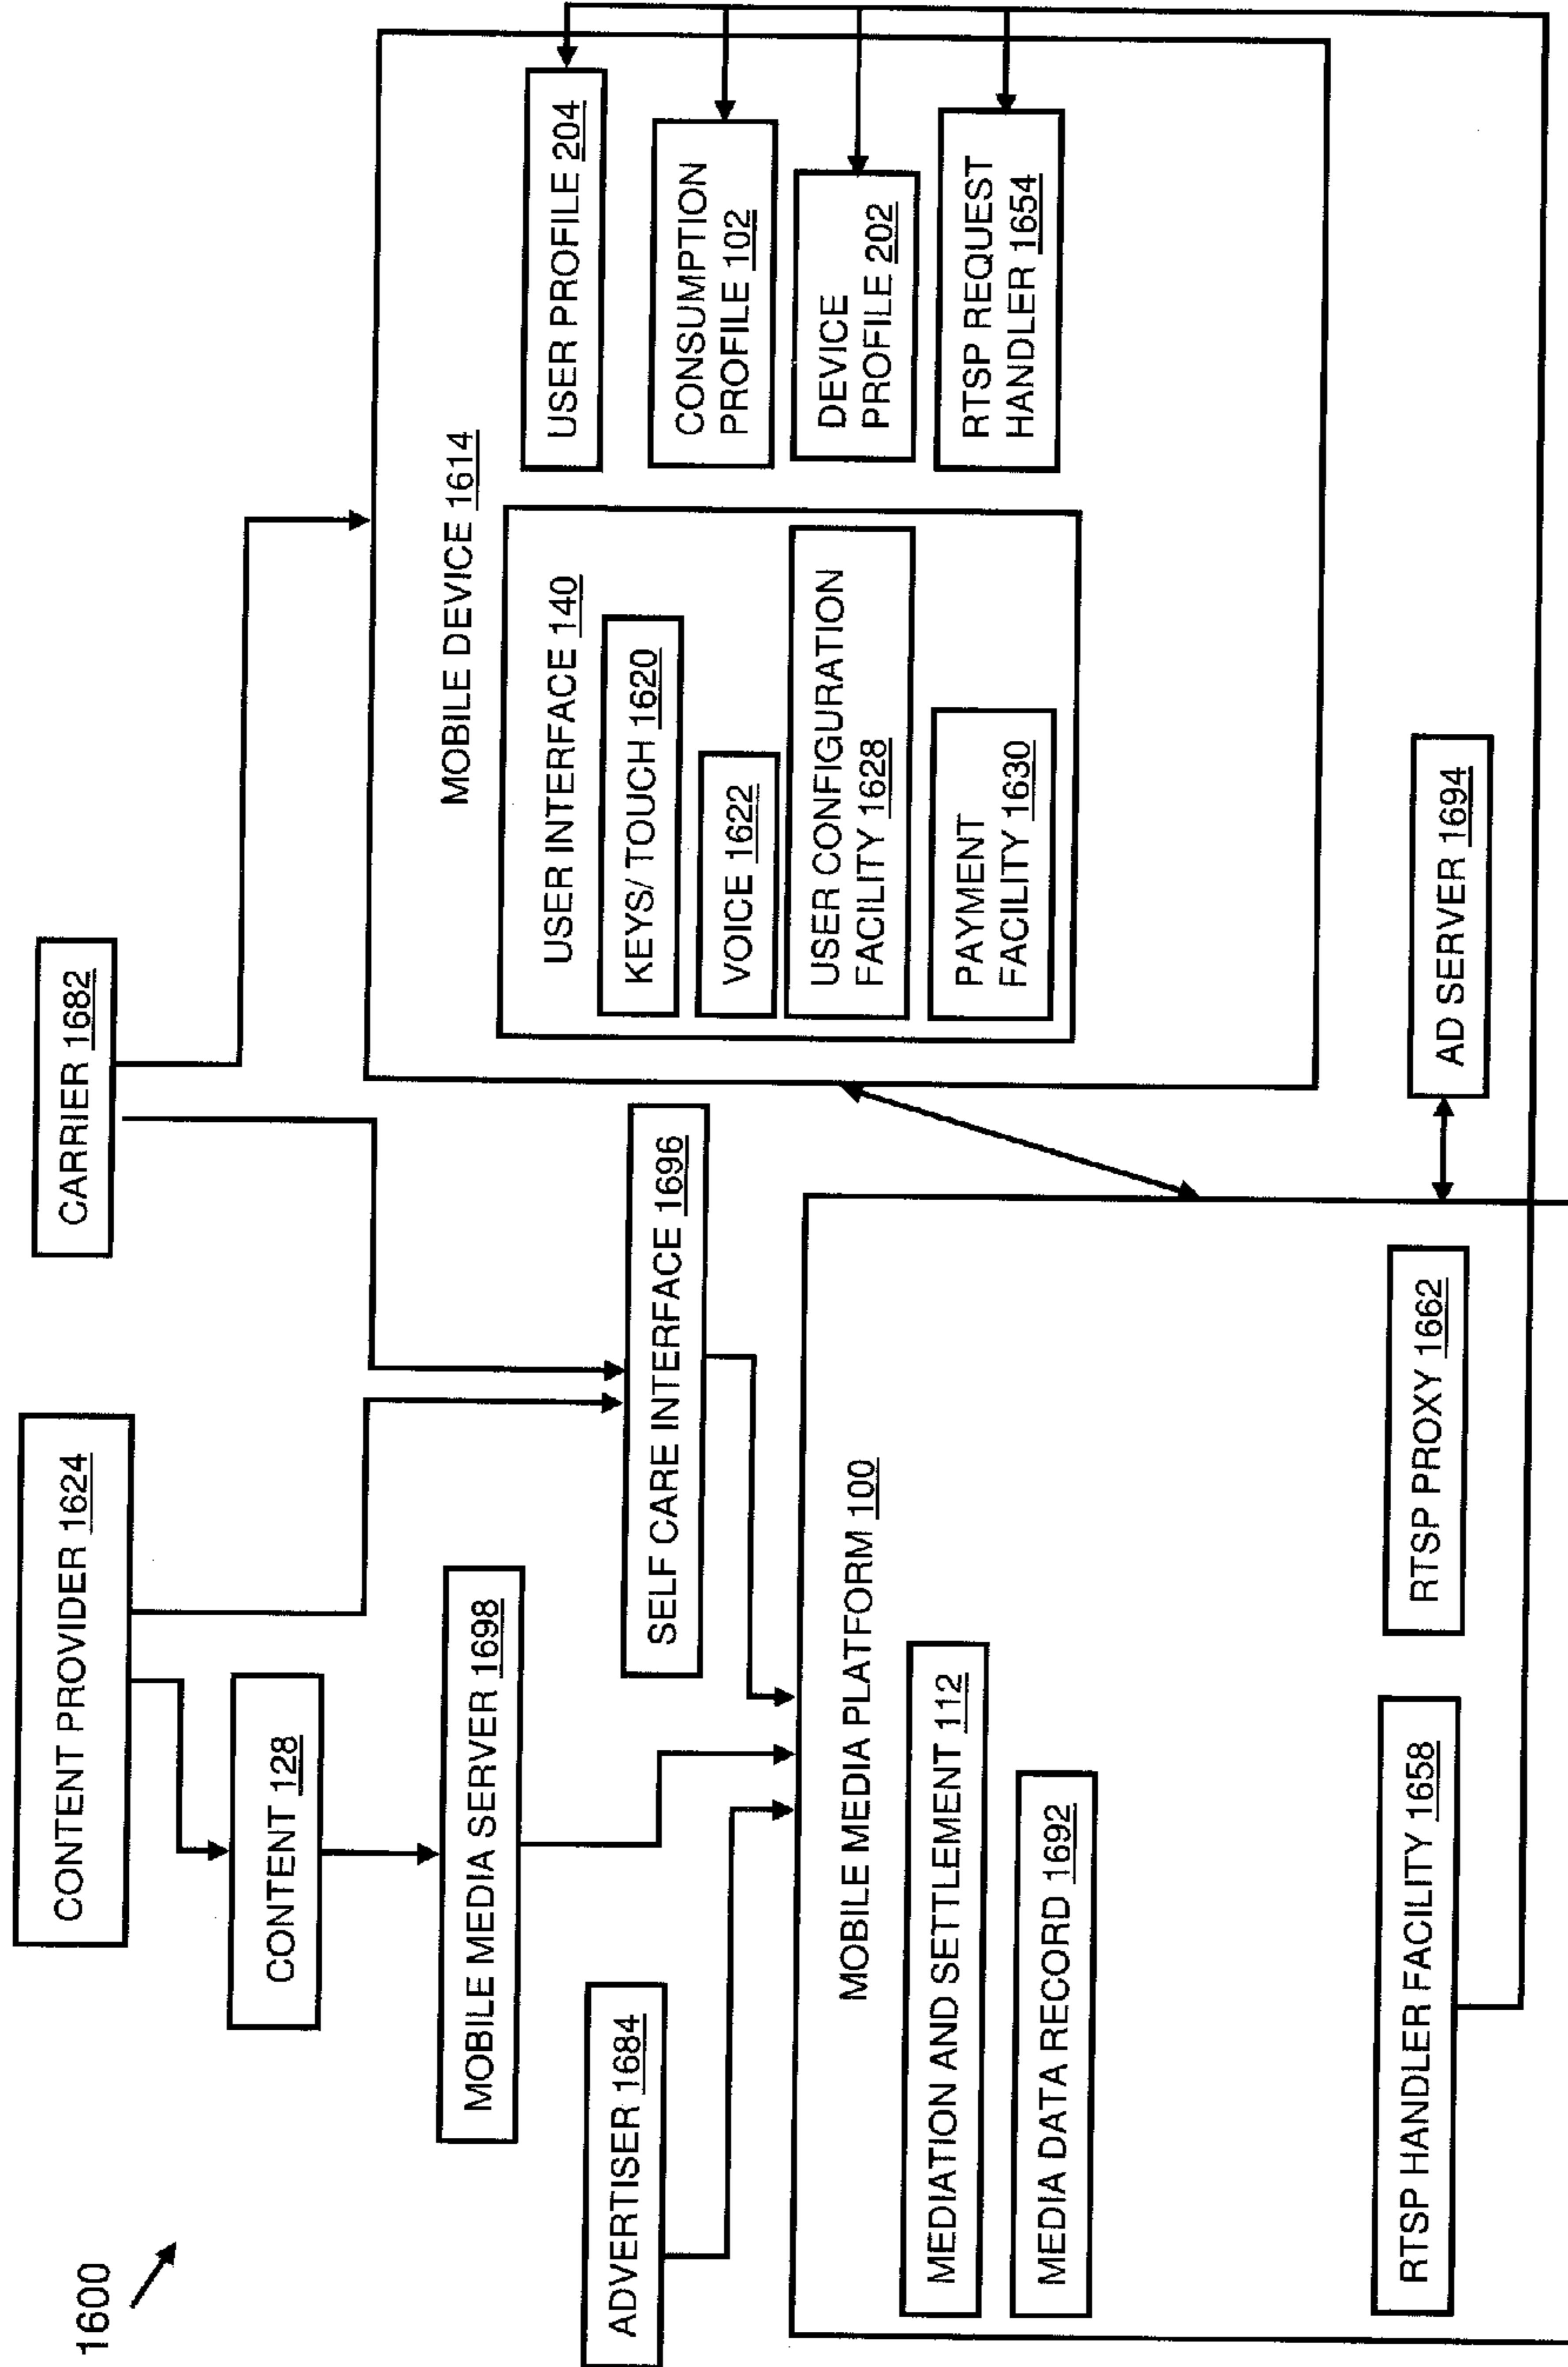 1600
CONTENT PROVIDER 1624
CARRIER 1682
CONTENT 128
MOBILE MEDIA SERVER 1698
ADVERTISER 1684
SELF CARE INTERFACE 1696
MOBILE DEVICE 1614
USER INTERFACE 140
KEYS/ TOUCH 1620
VOICE 1622
USER CONFIGURATION
FACILITY 1628
PAYMENT
FACILITY 1630
USER PROFILE 204
CONSUMPTION
PROFILE 102
DEVICE
PROFILE 202
RTSP REQUEST
HANDLER 1654
MOBILE MEDIA PLATFORM 100
MEDIATION AND SETTLEMENT 112
MEDIA DATA RECORD 1692
RTSP HANDLER FACILITY 1658
RTSP PROXY 1662
AD SERVER 1694